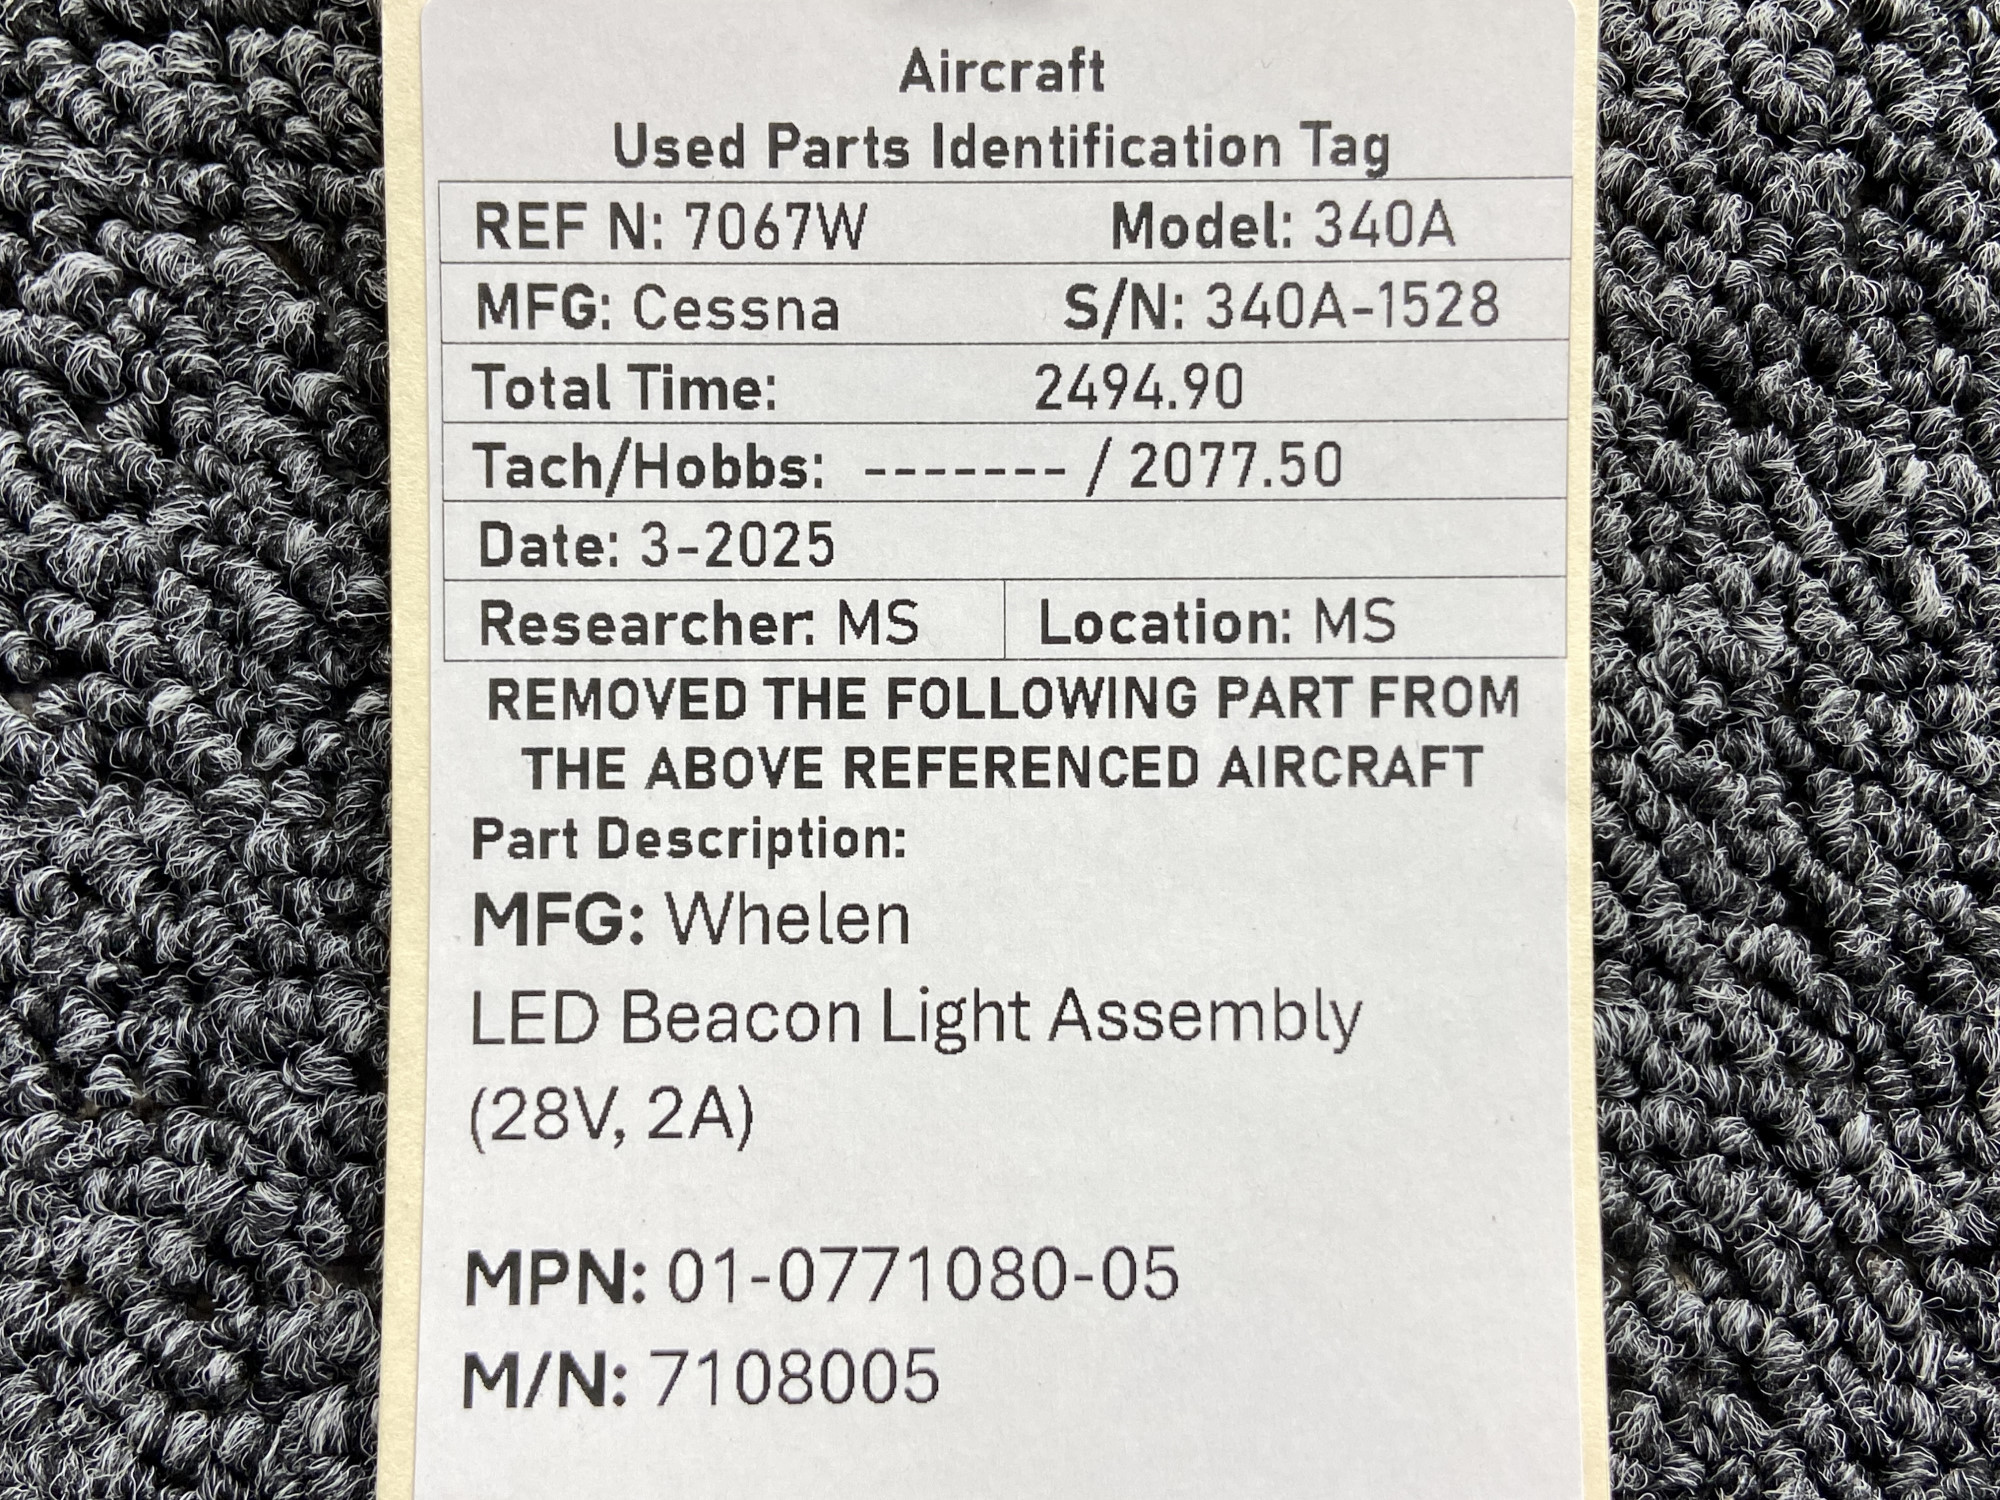 Aircraft
Used Parts Identification Tag
REF N: 7067W Model: 340A
MFG: Cessna S/N: 340A-1528
Total Time: 2494.90
Tach/Hobbs: ------- / 2077.50
Date: 3-2025
Researcher: MS Location: MS
REMOVED THE FOLLOWING PART FROM
THE ABOVE REFERENCED AIRCRAFT
Part Description:
MFG: Whelen
LED Beacon Light Assembly
(28V, 2A)
MPN: 01-0771080-05
M/N: 7108005